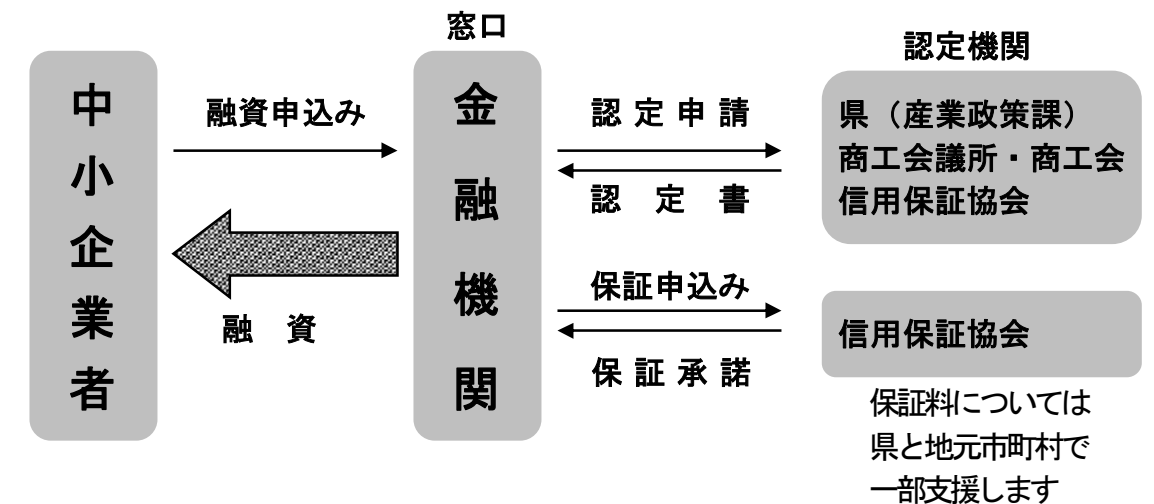 中小企業者
融資申込み
融　資
窓口
金融機関
認 定 申 請
認　定　書
保証申込み
保 証 承 諾
認定機関
県（産業政策課）
商工会議所・商工会
信用保証協会
信用保証協会
保証料については
県と地元市町村で
一部支援します